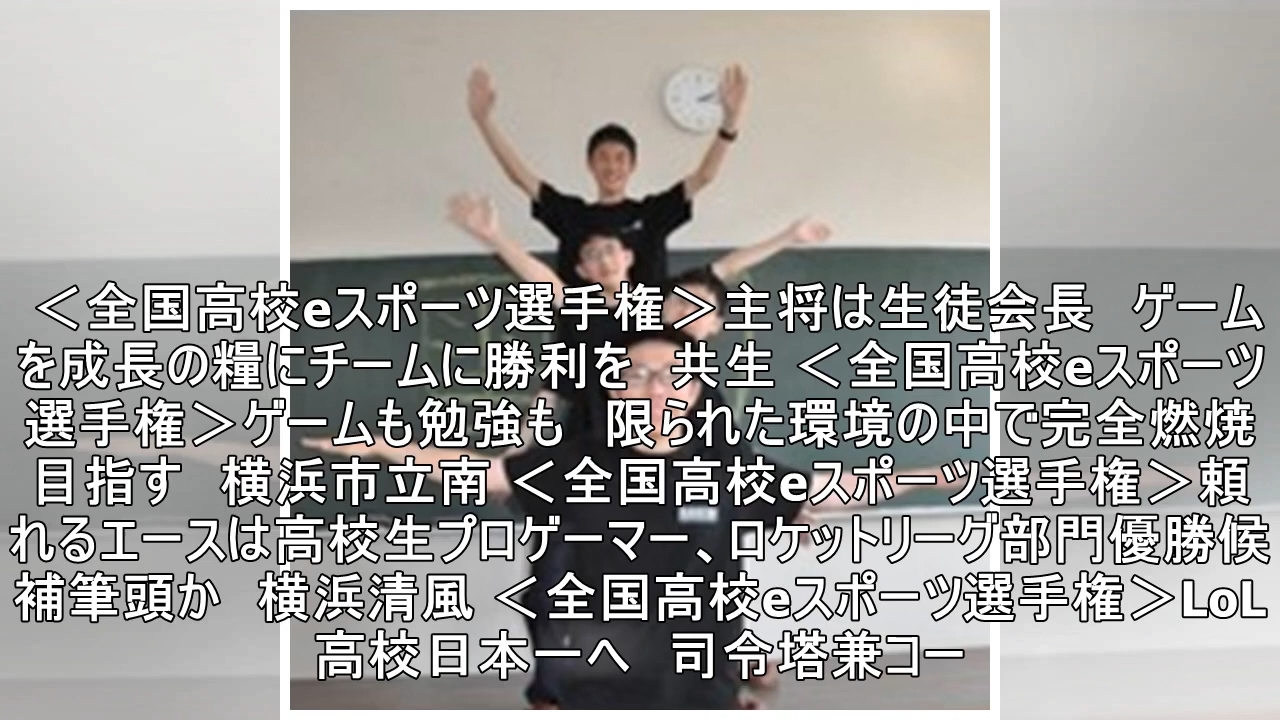 ＜全国高校eスポーツ選手権＞主将は生徒会長　ゲーム
を成長の糧にチームに勝利を　共生 ＜全国高校eスポーツ
選手権＞ゲームも勉強も　限られた環境の中で完全燃焼
目指す　横浜市立南 ＜全国高校eスポーツ選手権＞頼
れるエースは高校生プロゲーマー、ロケットリーグ部門優勝候
補筆頭か　横浜清風 ＜全国高校eスポーツ選手権＞LoL
高校日本一へ　司令塔兼コー